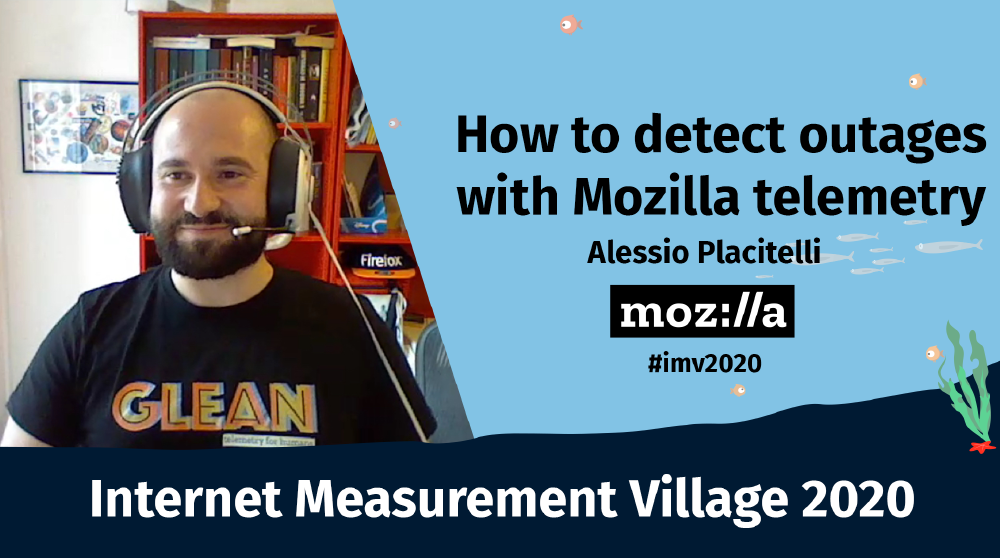 How to detect outages
with Mozilla telemetry
Alessio Placitelli
moz://a
#imv2020
Firefox
GLEAN
telemetry for humans
Internet Measurement Village 2020